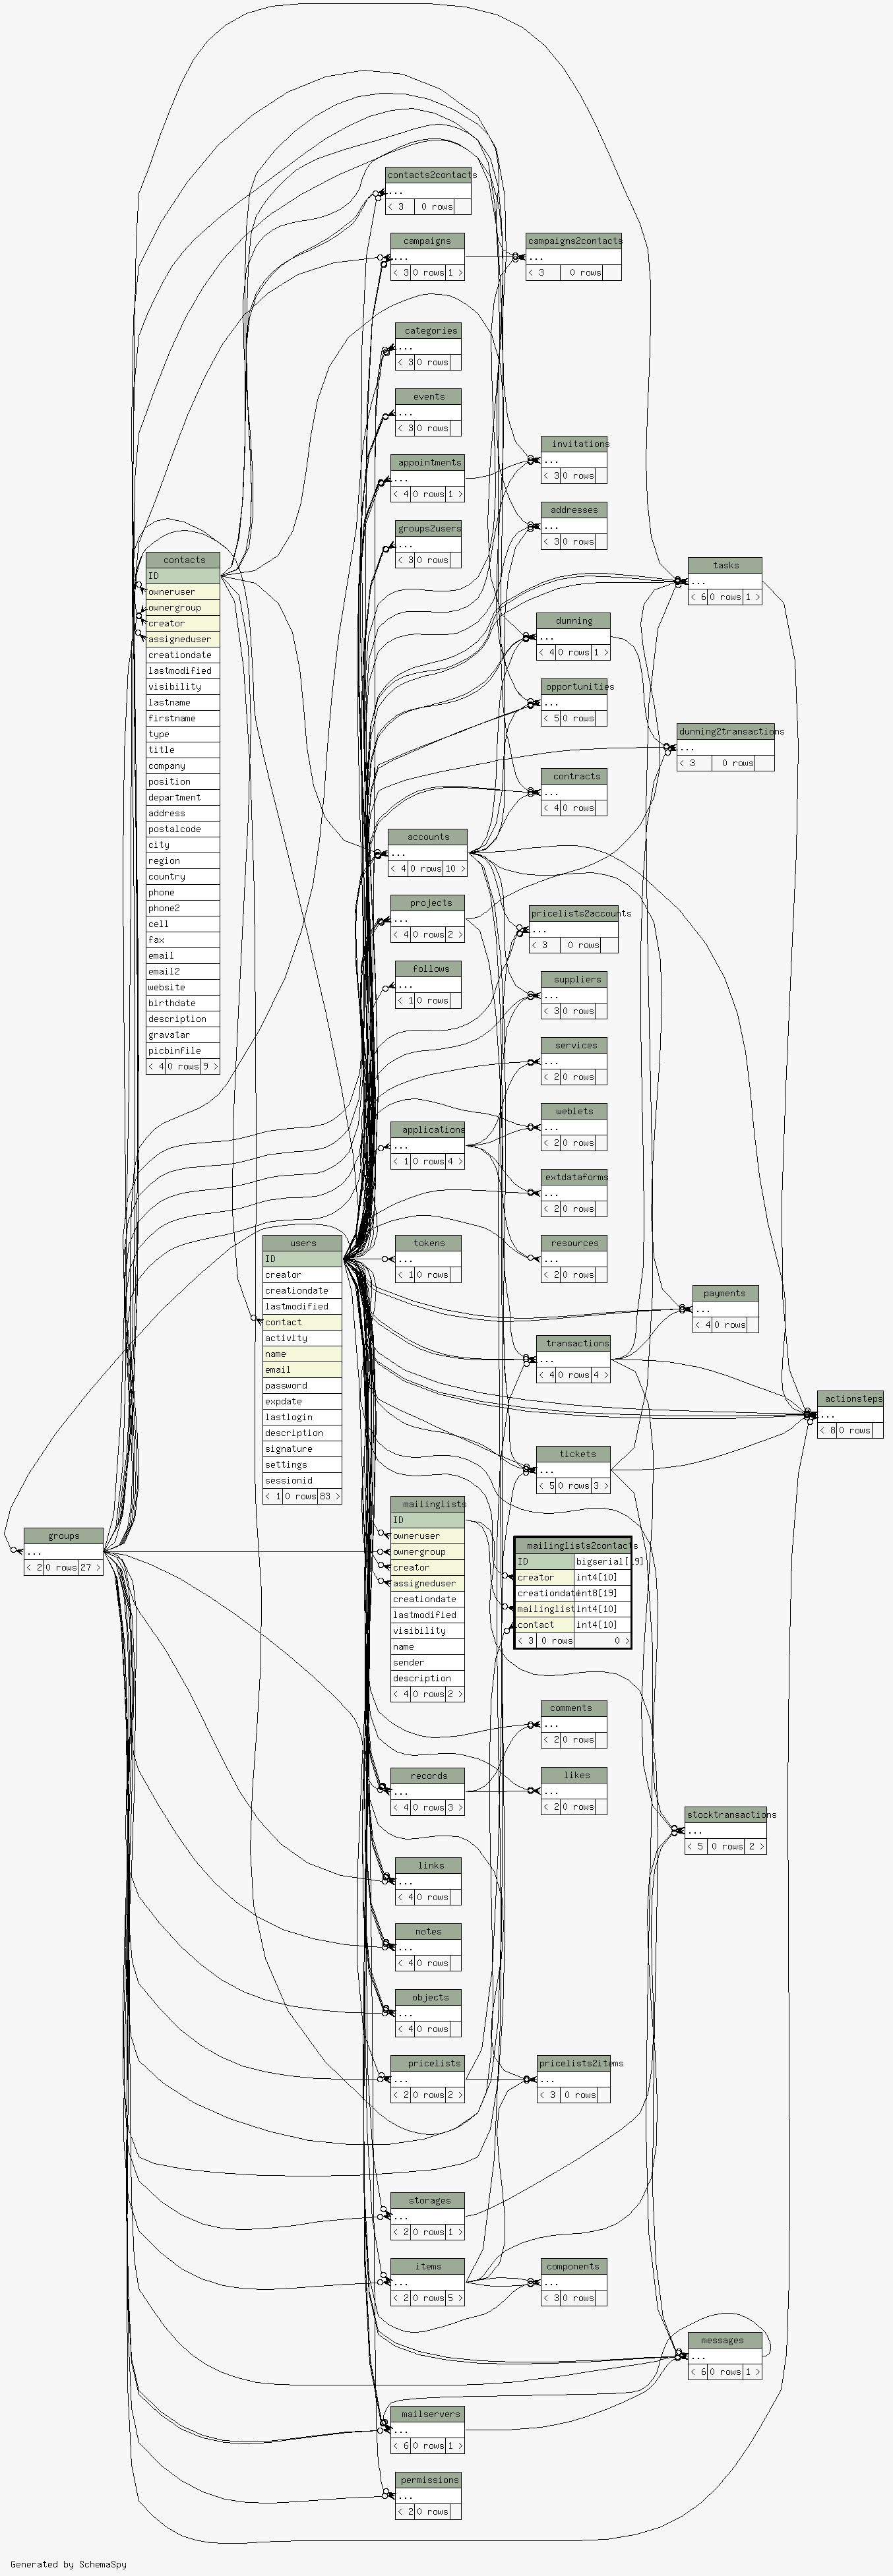 contacts2contacts
...
< 3 0 rows
campaigns
...
< 3 0 rows 1 >
campaigns2contacts
...
< 3 0 rows
categories
...
< 3 0 rows
events
...
< 3 0 rows
appointments
...
< 4 0 rows 1 >
invitations
...
< 3 0 rows
groups2users
...
< 3 0 rows
addresses
...
< 3 0 rows
contacts
ID
owneruser
ownergroup
creator
assigneduser
creationdate
lastmodified
visibility
lastname
firstname
type
title
company
position
department
address
postalcode
city
region
country
phone
phone2
cell
fax
email
email2
website
birthdate
description
gravatar
picbinfile
< 4 0 rows 9 >
tasks
...
< 6 0 rows 1 >
dunning
...
< 4 0 rows 1 >
opportunities
...
< 5 0 rows
dunning2transactions
...
< 3 0 rows
contracts
...
< 4 0 rows
accounts
...
< 4 0 rows 10 >
projects
...
< 4 0 rows 2 >
pricelists2accounts
...
< 3 0 rows
follows
...
< 1 0 rows
suppliers
...
< 3 0 rows
services
...
< 2 0 rows
weblets
...
< 2 0 rows
applications
...
< 1 0 rows 4 >
extdataforms
...
< 2 0 rows
users
ID
creator
creationdate
lastmodified
contact
activity
name
email
password
expdate
lastlogin
description
signature
settings
sessionid
< 1 0 rows 83 >
tokens
...
< 1 0 rows
resources
...
< 2 0 rows
payments
...
< 4 0 rows
transactions
...
< 4 0 rows 4 >
actionsteps
...
< 8 0 rows
tickets
...
< 5 0 rows 3 >
groups
...
< 2 0 rows 27 >
mailinglists
ID
owneruser
ownergroup
creator
assigneduser
creationdate
lastmodified
visibility
name
sender
description
< 4 0 rows 2 >
mailinglists2contacts
ID bigserial[19]
creator int4[10]
creationdate int8[19]
mailinglist int4[10]
contact int4[10]
< 3 0 rows 0 >
comments
...
< 2 0 rows
records
...
< 4 0 rows 3 >
likes
...
< 2 0 rows
stocktransactions
...
< 5 0 rows 2 >
links
...
< 4 0 rows
notes
...
< 4 0 rows
objects
...
< 4 0 rows
pricelists
...
< 2 0 rows 2 >
pricelists2items
...
< 3 0 rows
storages
...
< 2 0 rows 1 >
items
...
< 2 0 rows 5 >
components
...
< 3 0 rows
messages
...
< 6 0 rows 1 >
mailservers
...
< 6 0 rows 1 >
permissions
...
< 2 0 rows
Generated by SchemaSpy